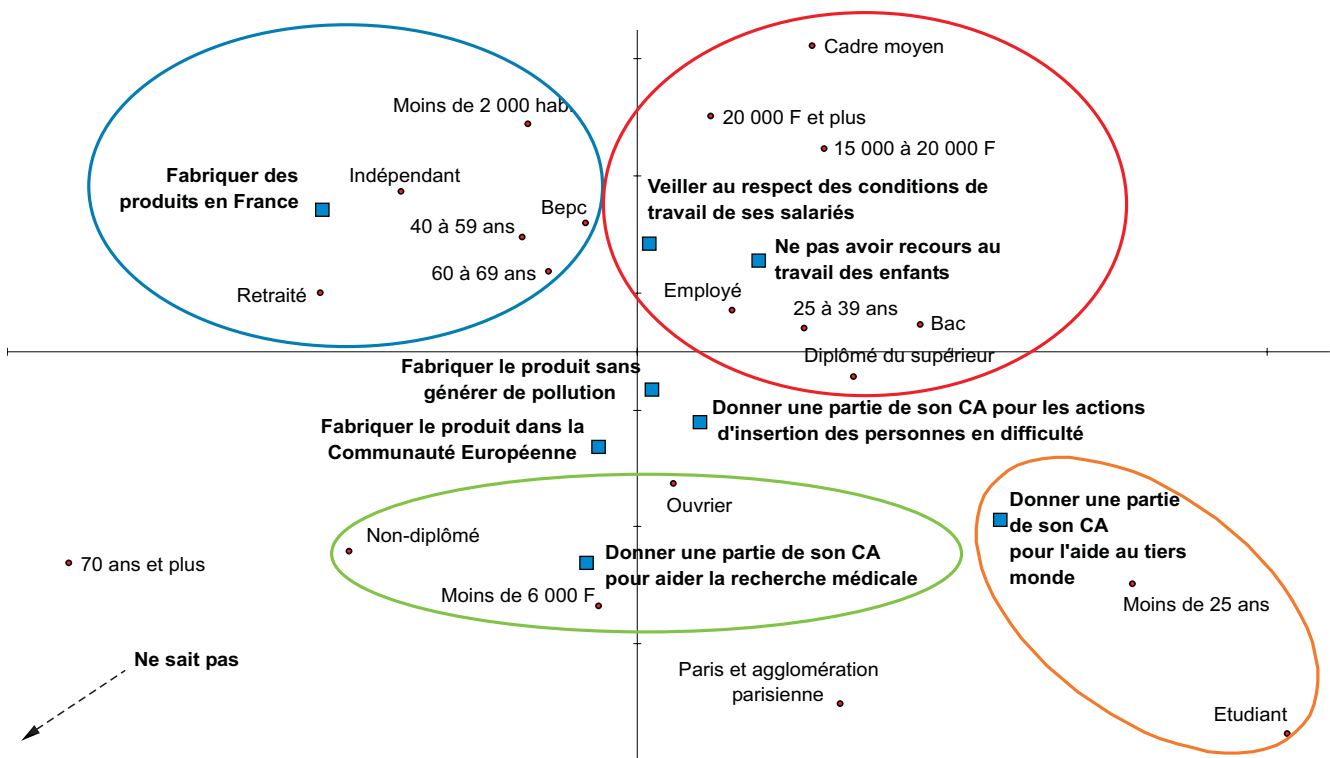 Cadre moyen
Moins de 2 000 hab.
20 000 F et plus
15 000 à 20 000 F
Fabriquer des
produits en France
Indépendant
Bepc
40 à 59 ans
60 à 69 ans
Retraité
Veiller au respect des conditions de
travail de ses salariés
Ne pas avoir recours au
travail des enfants
Employé
25 à 39 ans
Bac
Diplômé du supérieur
Fabriquer le produit sans
générer de pollution
Donner une partie de son CA pour les actions
d'insertion des personnes en difficulté
Fabriquer le produit dans la
Communauté Européenne
Ouvrier
Donner une partie
de son CA
pour l'aide au tiers
monde
Non-diplômé
Donner une partie de son CA
pour aider la recherche médicale
70 ans et plus
Moins de 6 000 F
Moins de 25 ans
Ne sait pas
Paris et agglomération
parisienne
Etudiant